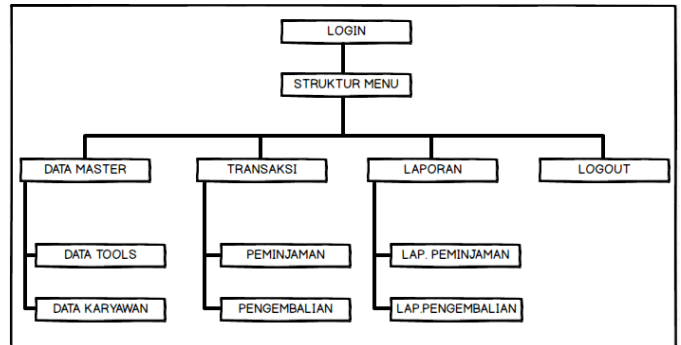 LOGIN
STRUKTUR MENU
DATA MASTER
TRANSAKSI
LAPORAN
LOGOUT
DATA TOOLS
PEMINJAMAN
LAP. PEMINJAMAN
DATA KARYAWAN
PENGEMBALIAN
LAP.PENGEMBALIAN